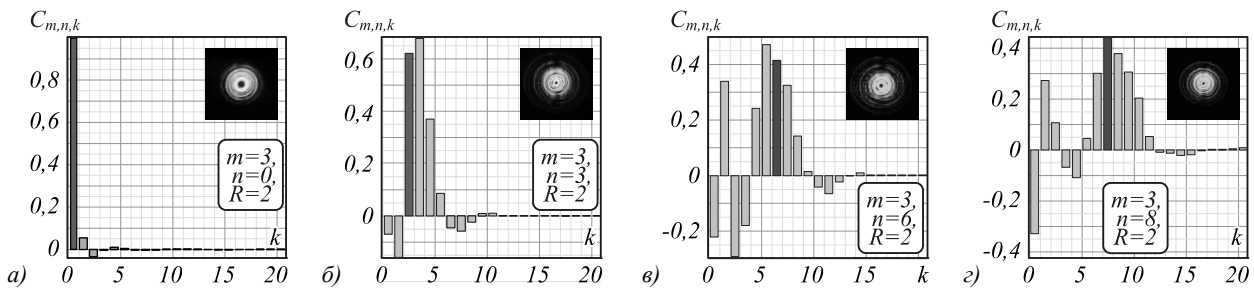 C_{m,n,k}
0,8
0,6
0,4
0,2
0
0 5 10 15 20
k
m=3,
n=0,
R=2
а)
C_{m,n,k}
0,6
0,4
0,2
0
0 5 10 15 20
k
m=3,
n=3,
R=2
б)
C_{m,n,k}
0,4
0,2
0
-0,2
0 5 10 15 k
m=3,
n=6,
R=2
в)
C_{m,n,k}
0,4
0,2
0
-0,2
-0,4
0 5 10 15 20
k
m=3,
n=8,
R=2
г)